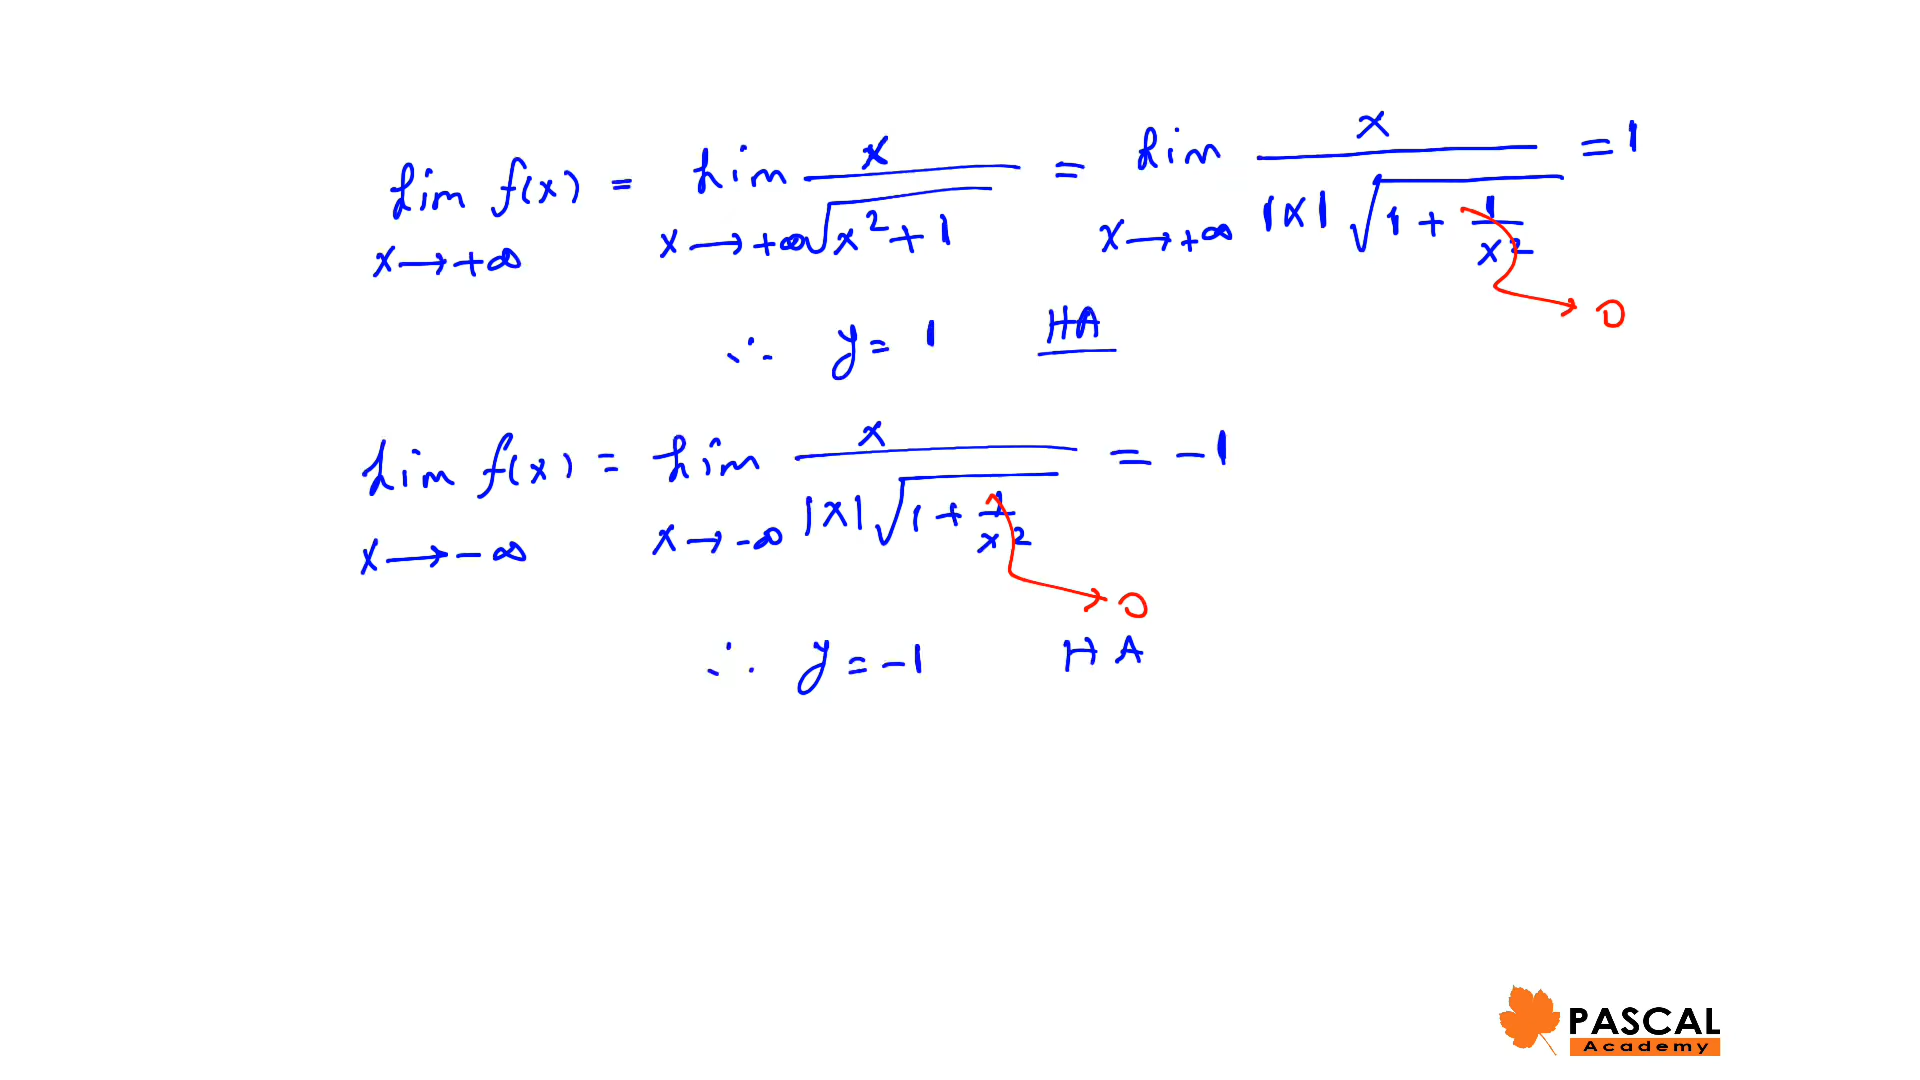 lim f(x) = lim x / √(x² + 1) = lim x / (|x| √(1 + 1/x²)) = 1
x → +∞ x → +∞ x → +∞ → 0
∴ y = 1 HA
lim f(x) = lim x / (|x| √(1 + 1/x²)) = -1
x → -∞ x → -∞ → 0
∴ y = -1 HA
PASCAL
Academy